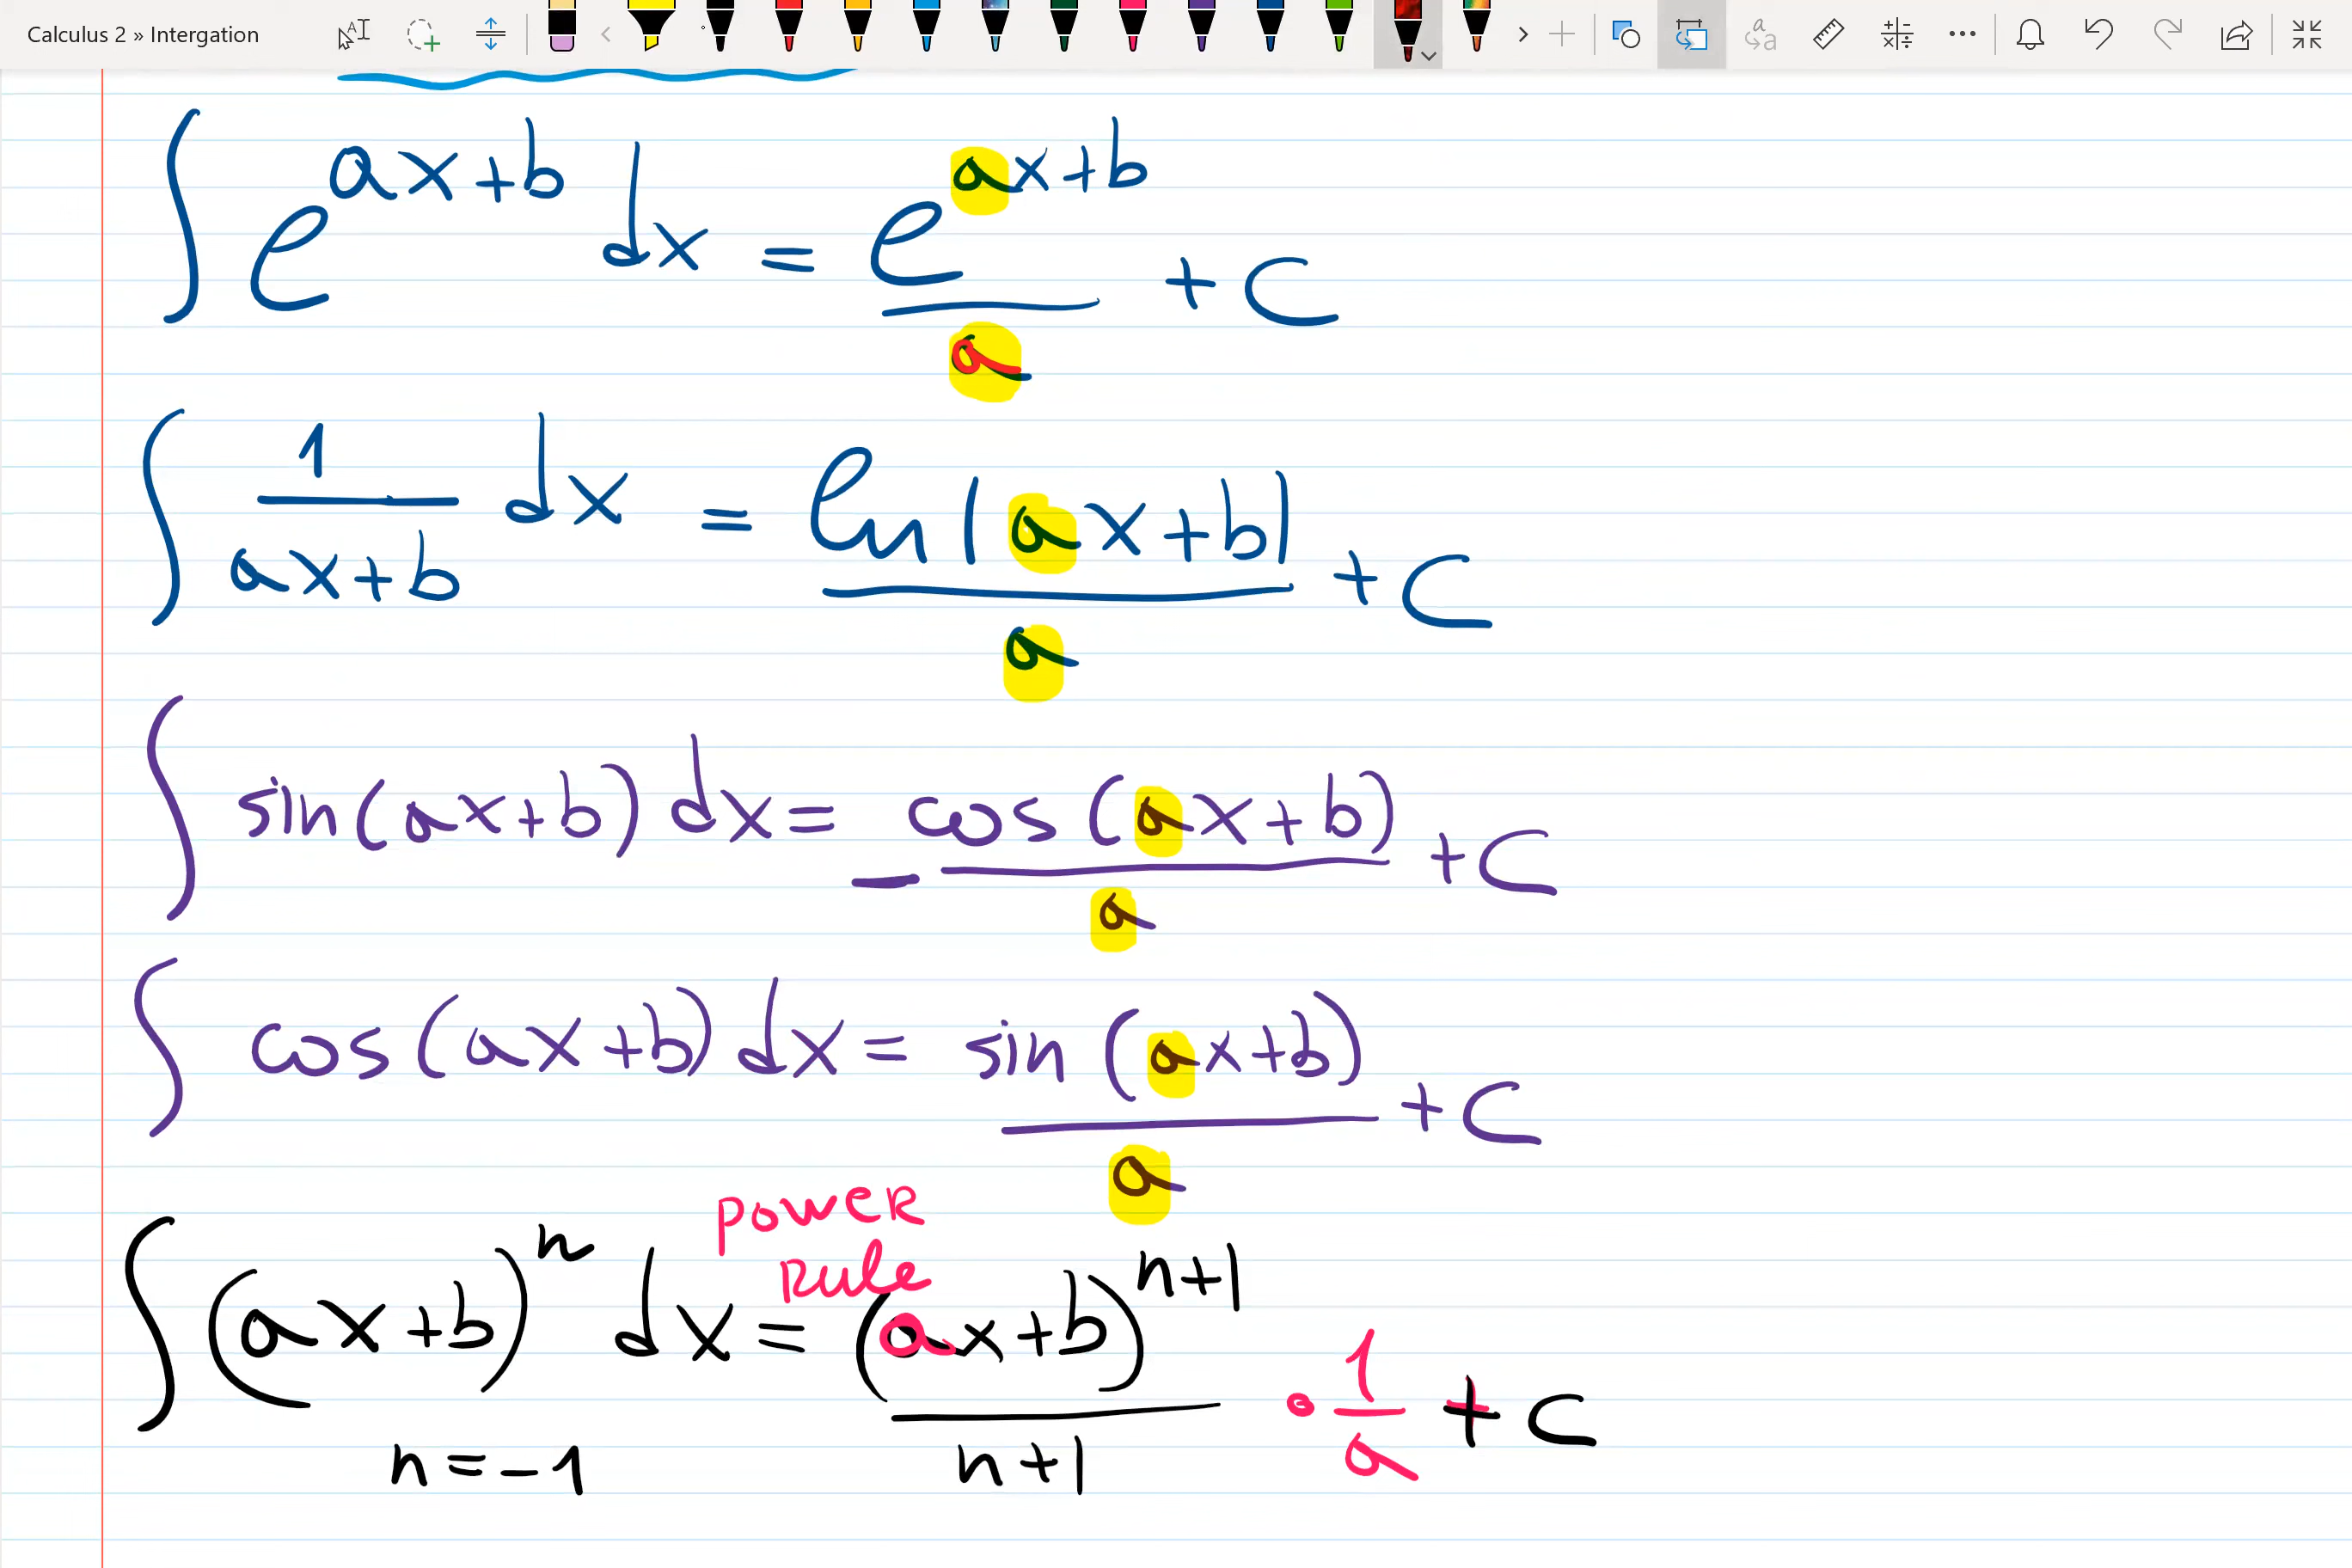 Calculus 2 » Intergation
∫ e^(ax+b) dx = e^(ax+b) / a + C
∫ 1/(ax+b) dx = ln|ax+b| / a + C
∫ sin(ax+b) dx = - cos(ax+b) / a + C
∫ cos(ax+b) dx = sin(ax+b) / a + C
POWER
RULE
∫ (ax+b)^n dx = (ax+b)^(n+1) / (n+1) · 1/a + C
n=-1